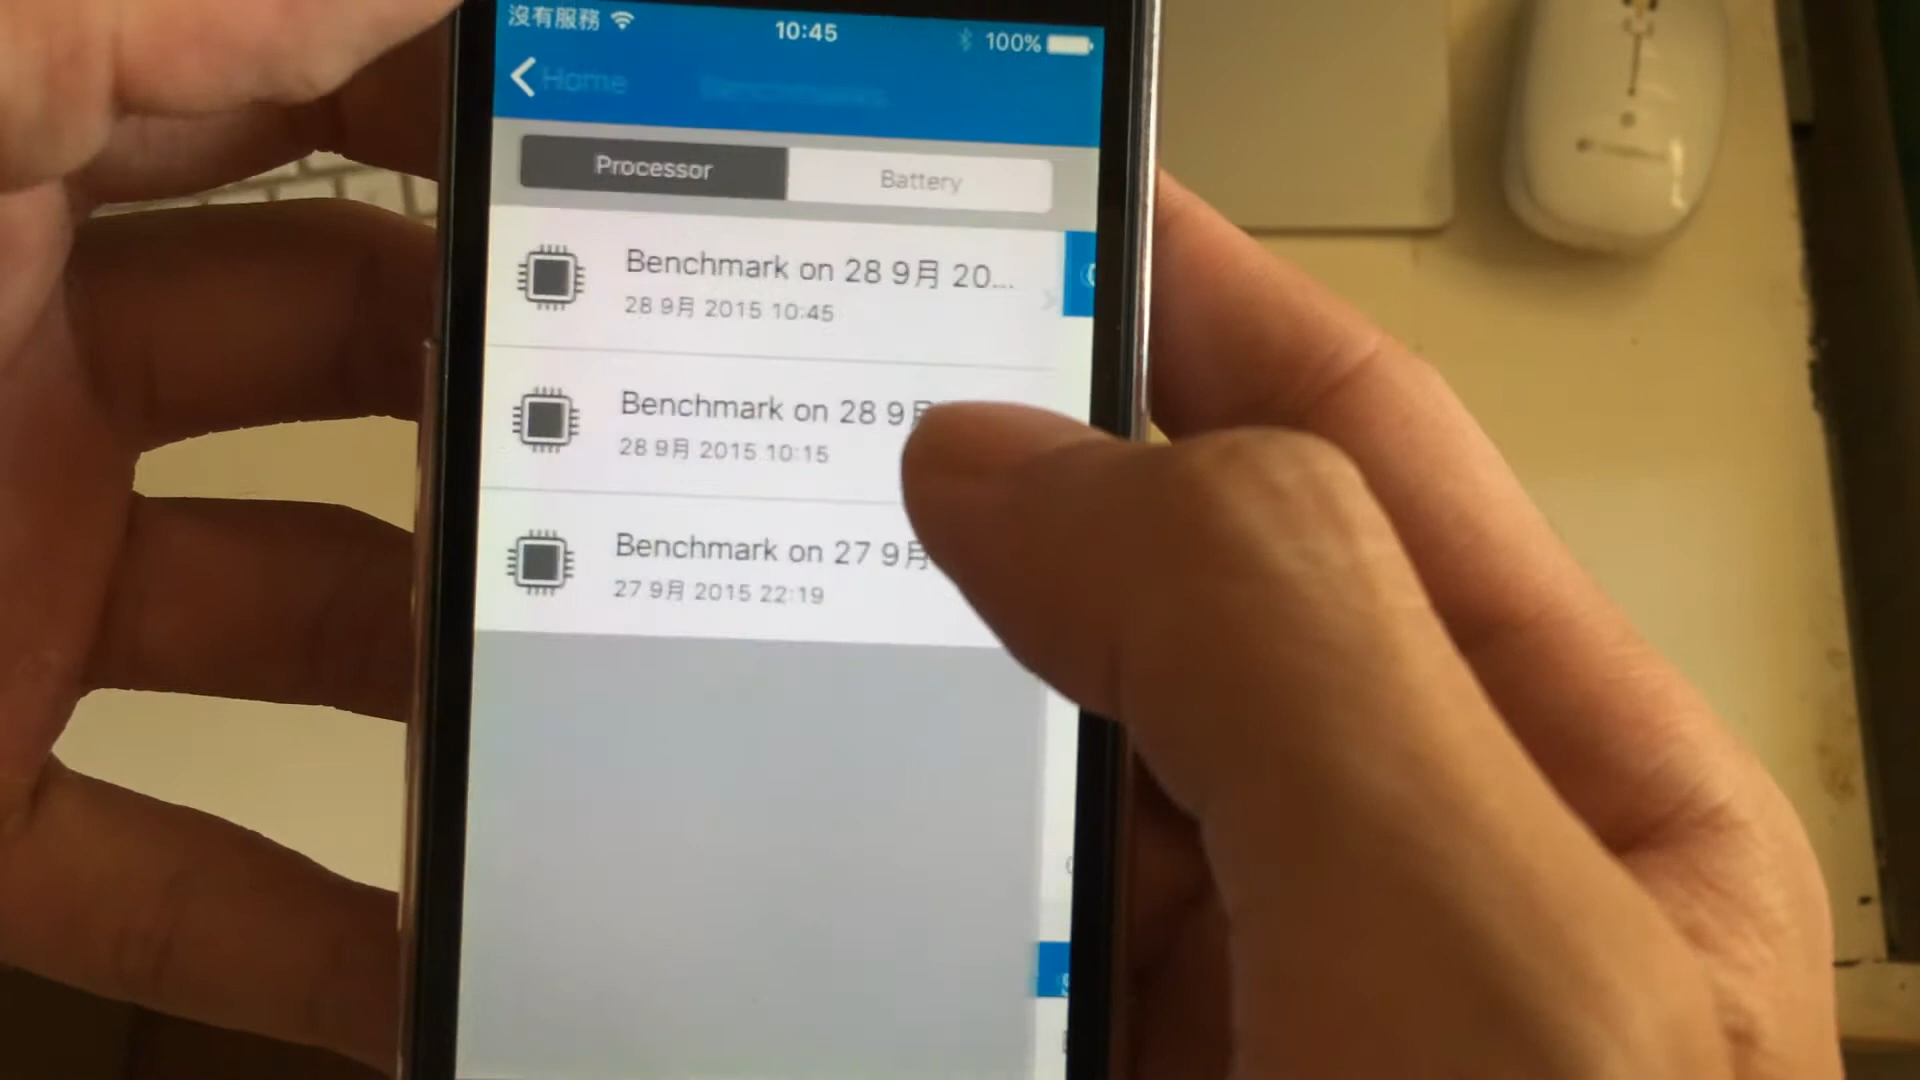 沒有服務 10:45 100%
Home Benchmarks
Processor Battery
Benchmark on 28 9月 20...
28 9月 2015 10:45
Benchmark on 28 9月
28 9月 2015 10:15
Benchmark on 27 9月
27 9月 2015 22:19